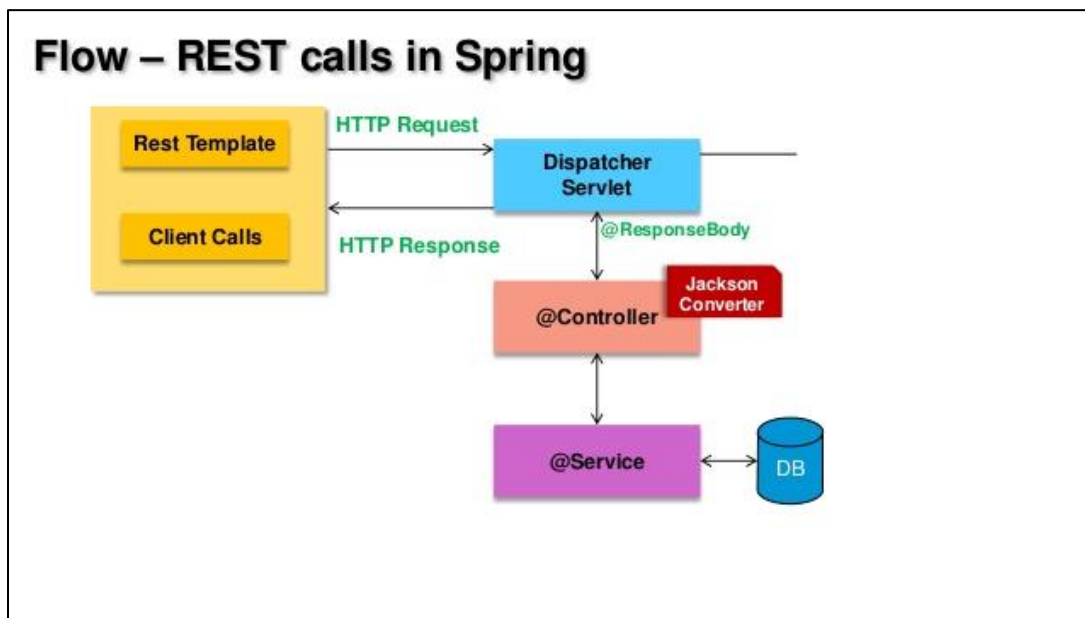 Flow – REST calls in Spring
Rest Template
HTTP Request
Dispatcher
Servlet
Client Calls
HTTP Response
@ResponseBody
Jackson
Converter
@Controller
@Service
DB